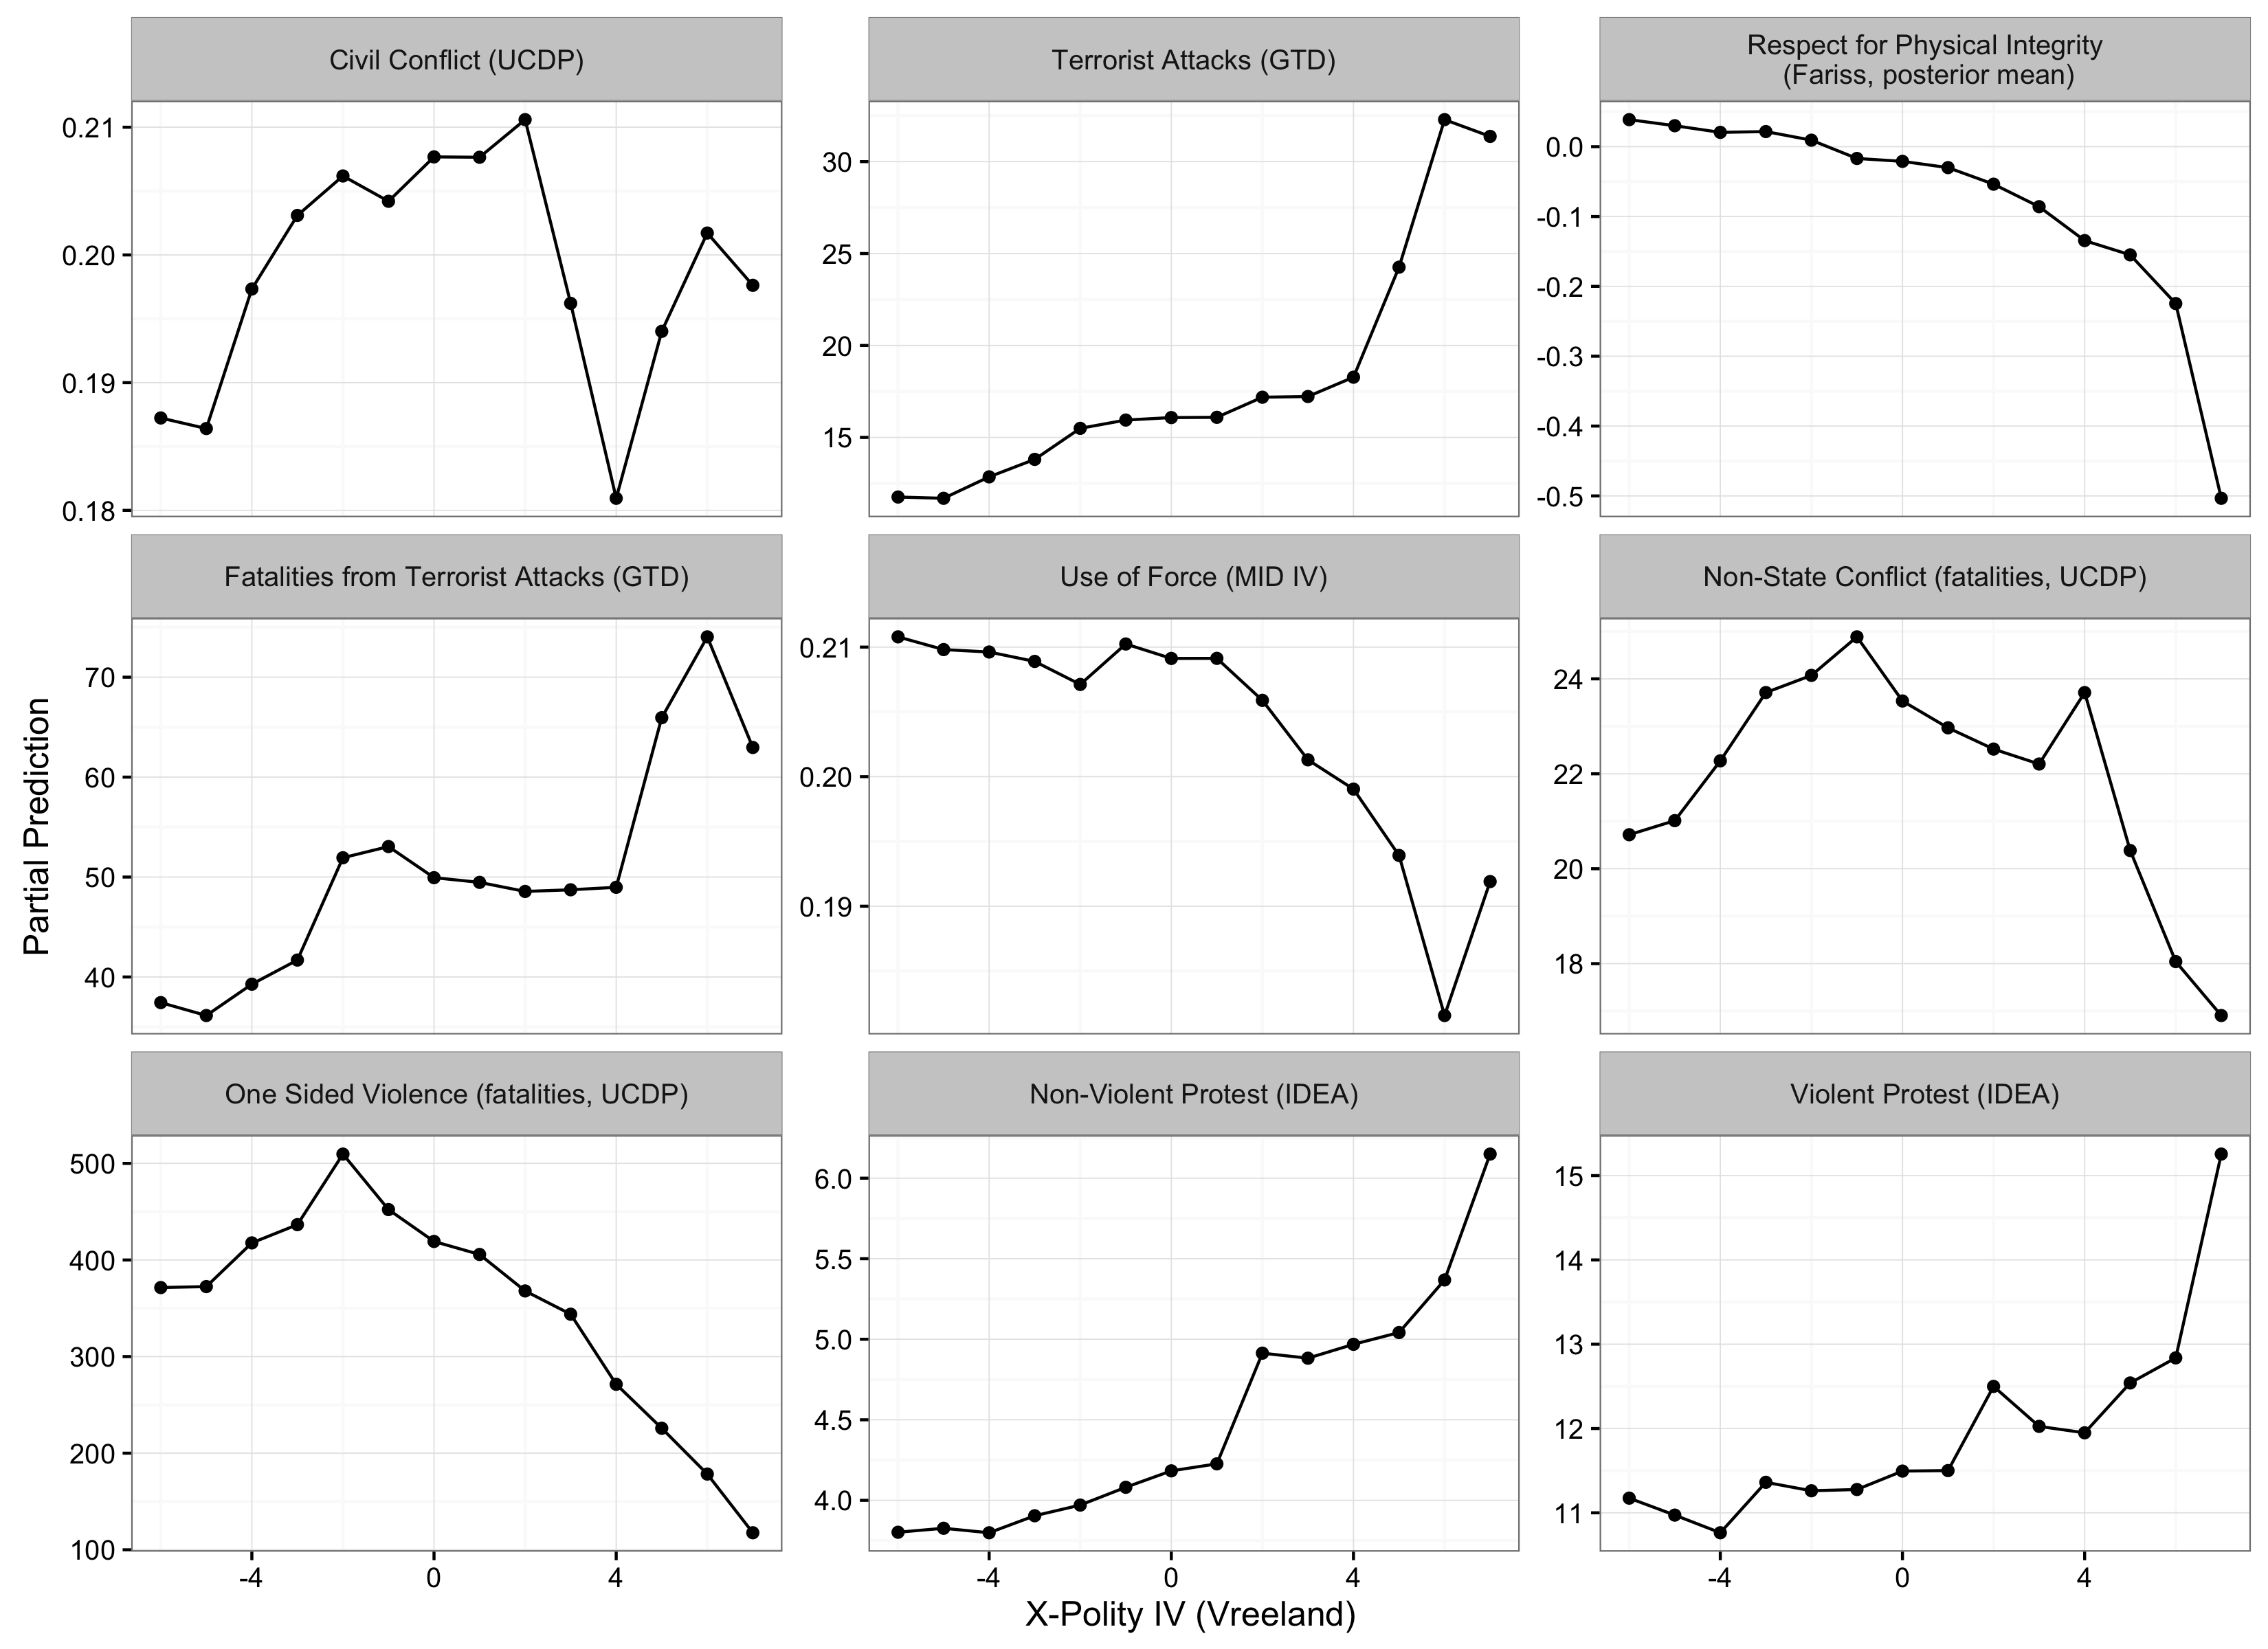 Civil Conflict (UCDP)
Terrorist Attacks (GTD)
Respect for Physical Integrity
(Fariss, posterior mean)
0.21
0.20
0.19
0.18
30
25
20
15
0.0
-0.1
-0.2
-0.3
-0.4
-0.5
Fatalities from Terrorist Attacks (GTD)
Use of Force (MID IV)
Non-State Conflict (fatalities, UCDP)
Partial Prediction
70
60
50
40
0.21
0.20
0.19
24
22
20
18
One Sided Violence (fatalities, UCDP)
Non-Violent Protest (IDEA)
Violent Protest (IDEA)
500
400
300
200
100
6.0
5.5
5.0
4.5
4.0
15
14
13
12
11
-4 0 4
-4 0 4
-4 0 4
X-Polity IV (Vreeland)